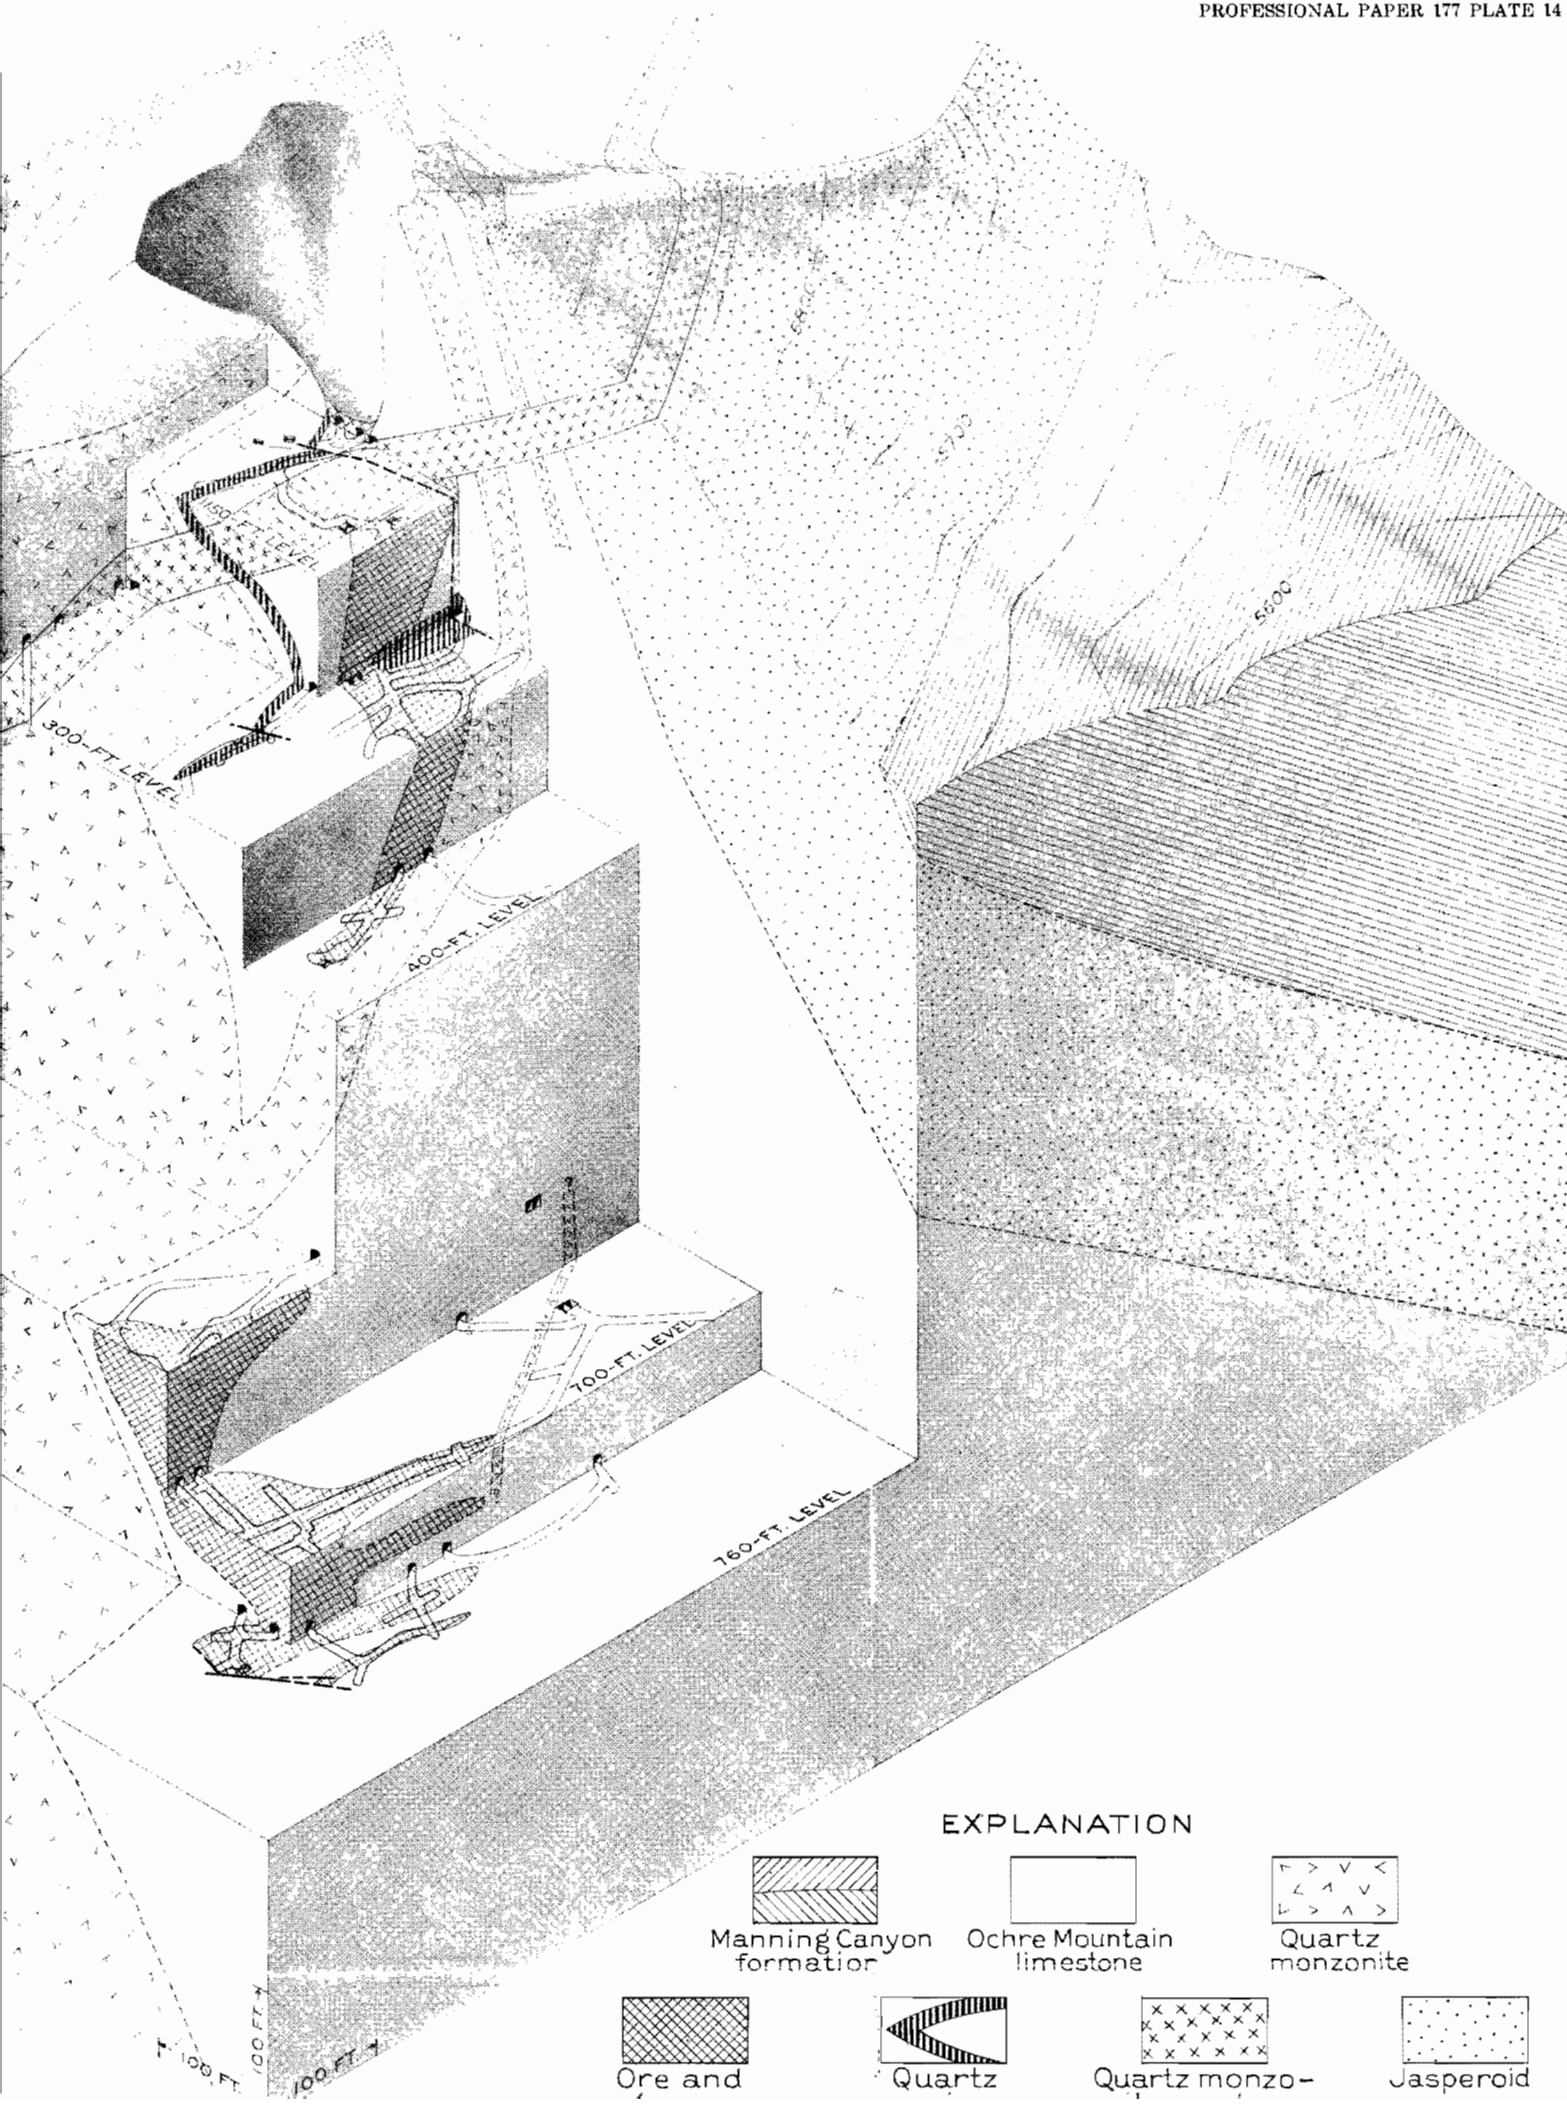 PROFESSIONAL PAPER 177 PLATE 14
5800
5700
150-FT. LEVEL
5600
300-FT. LEVEL
400-FT. LEVEL
700-FT. LEVEL
760-FT. LEVEL
EXPLANATION
Manning Canyon
formation
Ochre Mountain
limestone
Quartz
monzonite
100 FT.
100 FT.
100 FT.
Ore and
Quartz
Quartz monzo-
Jasperoid